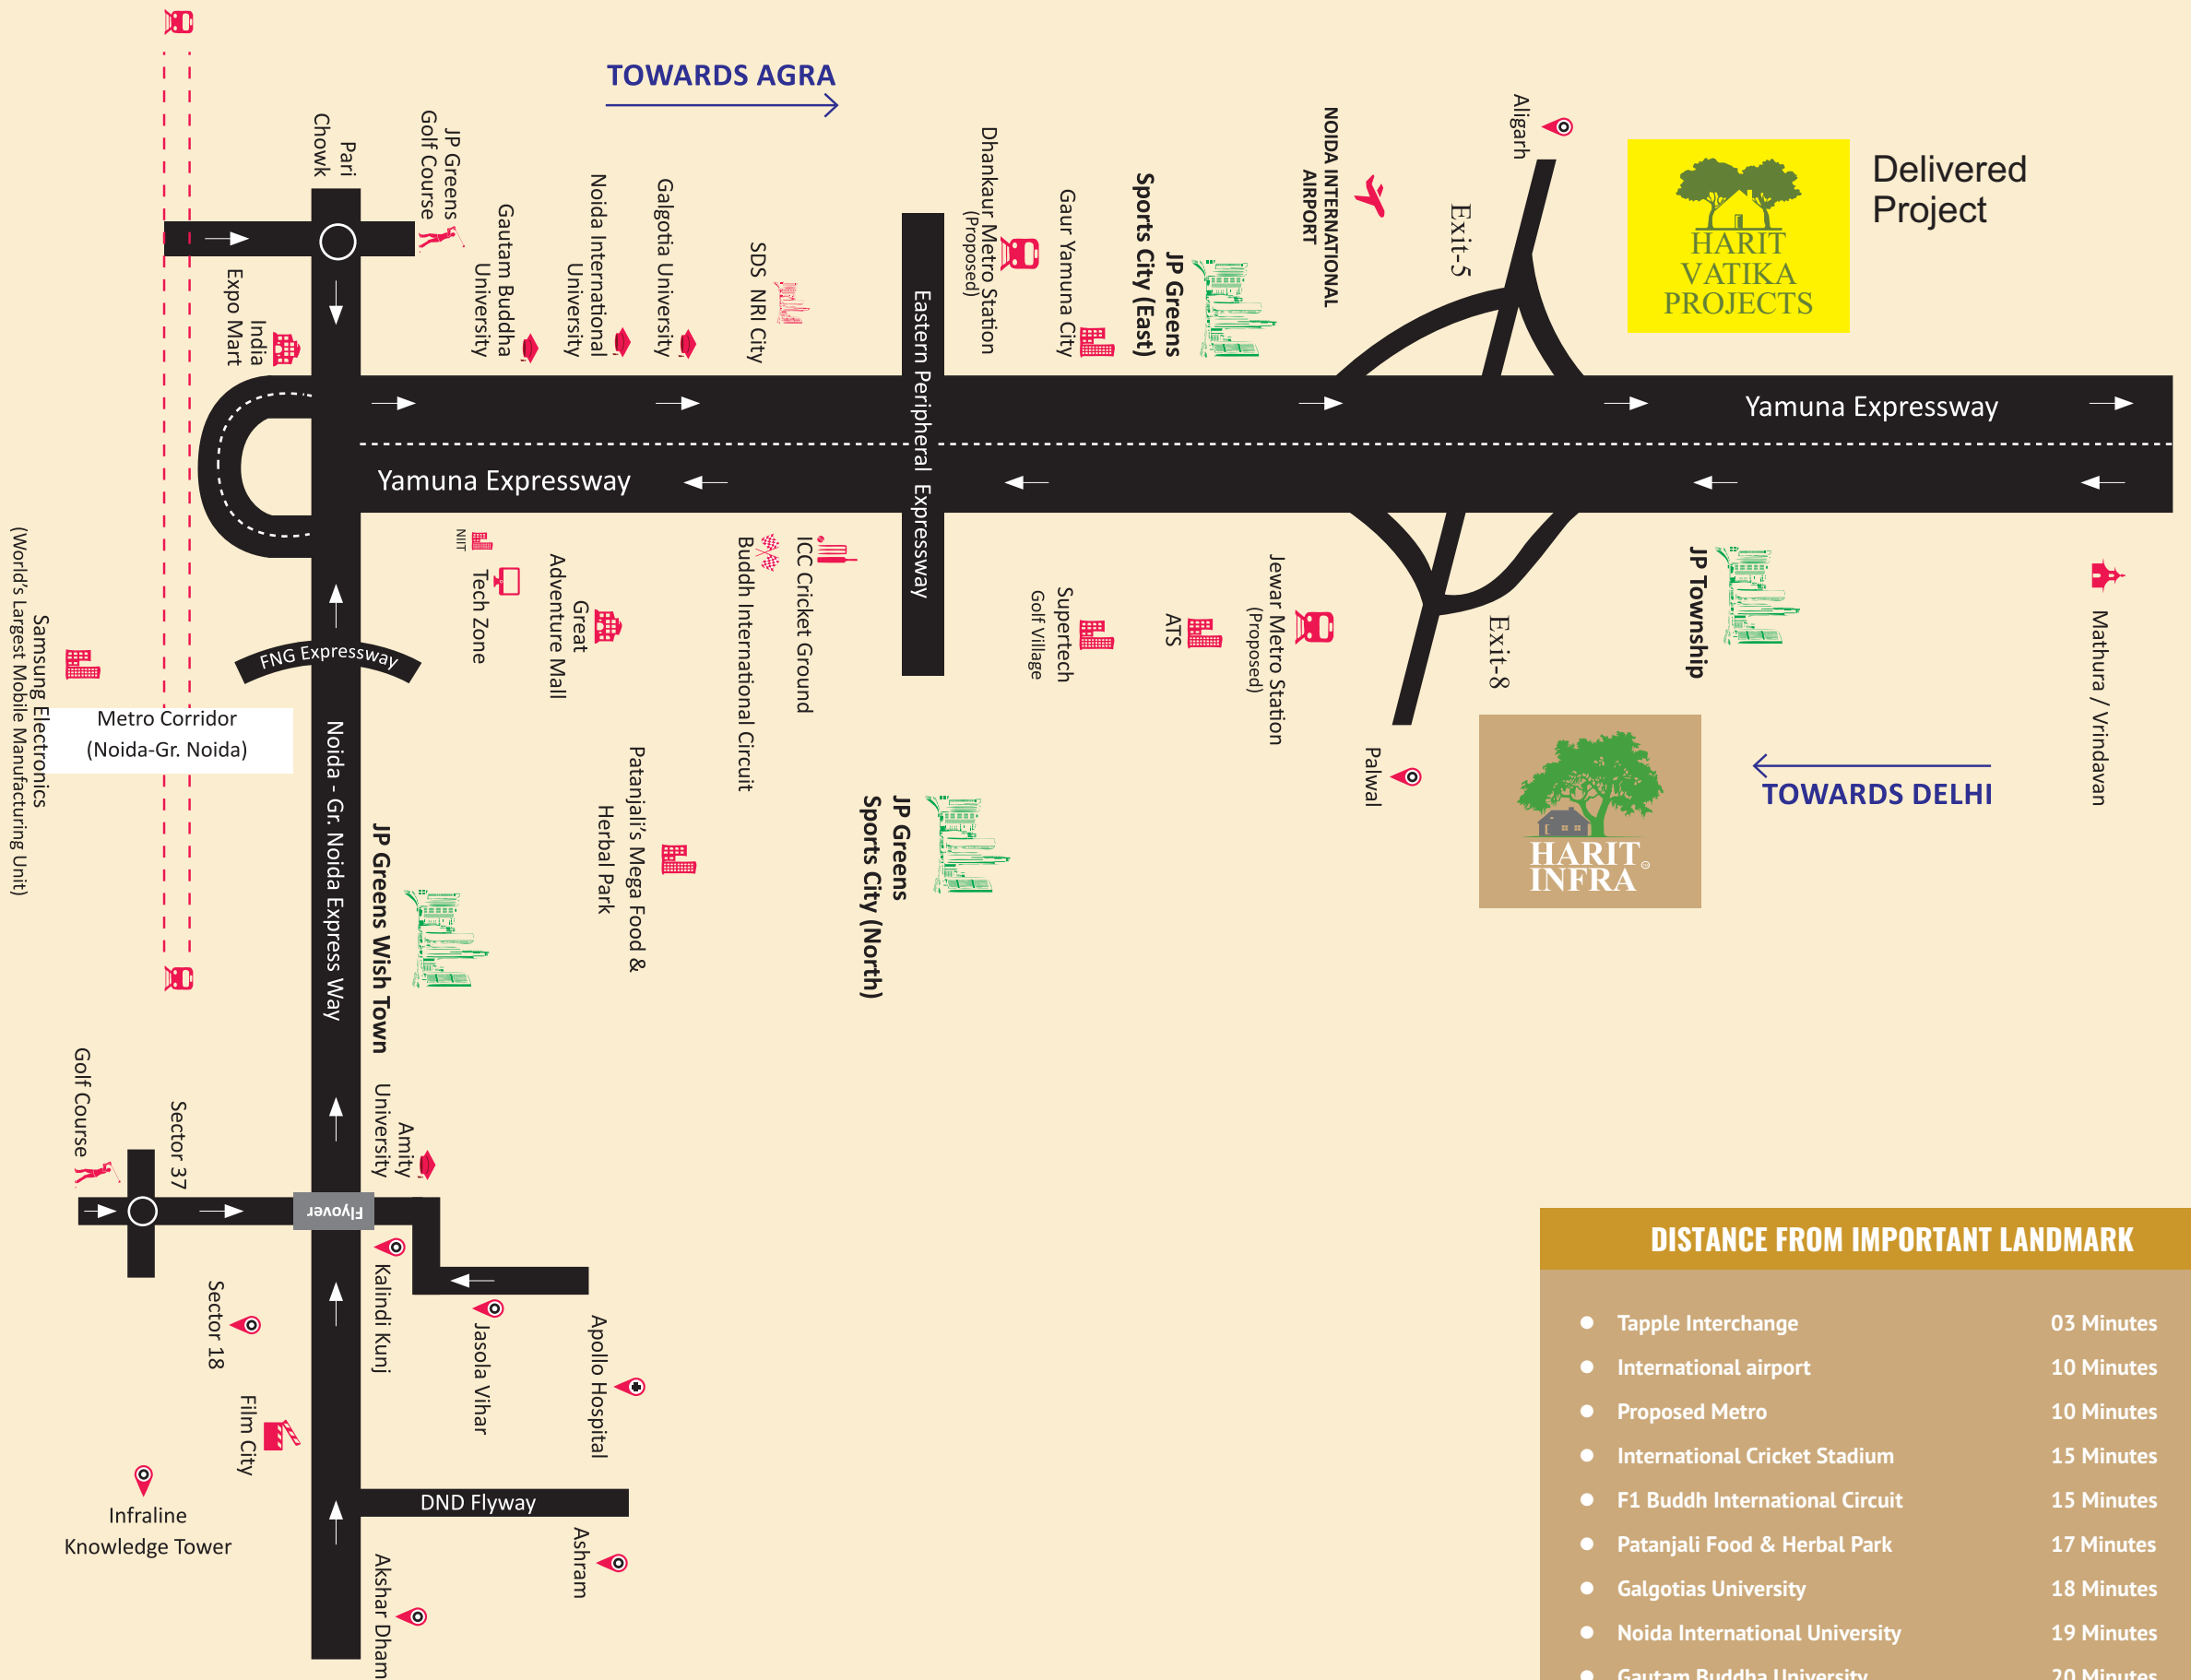 TOWARDS AGRA
Delivered
Project
HARIT
VATIKA
PROJECTS
Pari
Chowk
JP Greens
Golf Course
India
Expo Mart
Gautam Buddha
University
Noida International
University
Galgotia University
SDS NRI City
Eastern Peripheral Expressway
Dhankaur Metro Station
(Proposed)
Gaur Yamuna City
JP Greens
Sports City (East)
NOIDA INTERNATIONAL
AIRPORT
Exit-5
Aligarh
Yamuna Expressway
Yamuna Expressway
NIIT
Tech Zone
Great
Adventure Mall
Buddh International Circuit
ICC Cricket Ground
Supertech
Golf Village
ATS
Jewar Metro Station
(Proposed)
Exit-8
Palwal
JP Township
Mathura / Vrindavan
TOWARDS DELHI
HARIT
INFRA
Patanjali's Mega Food &
Herbal Park
JP Greens
Sports City (North)
FNG Expressway
Samsung Electronics
(World's Largest Mobile Manufacturing Unit)
Metro Corridor
(Noida-Gr. Noida)
Noida - Gr. Noida Express Way
JP Greens Wish Town
Amity
University
Golf Course
Sector 37
Flyover
Kalindi Kunj
Jasola Vihar
Apollo Hospital
Sector 18
Film City
Infraline
Knowledge Tower
DND Flyway
Ashram
Akshar Dham
DISTANCE FROM IMPORTANT LANDMARK
Tapple Interchange 03 Minutes
International airport 10 Minutes
Proposed Metro 10 Minutes
International Cricket Stadium 15 Minutes
F1 Buddh International Circuit 15 Minutes
Patanjali Food & Herbal Park 17 Minutes
Galgotias University 18 Minutes
Noida International University 19 Minutes
Gautam Buddha University 20 Minutes